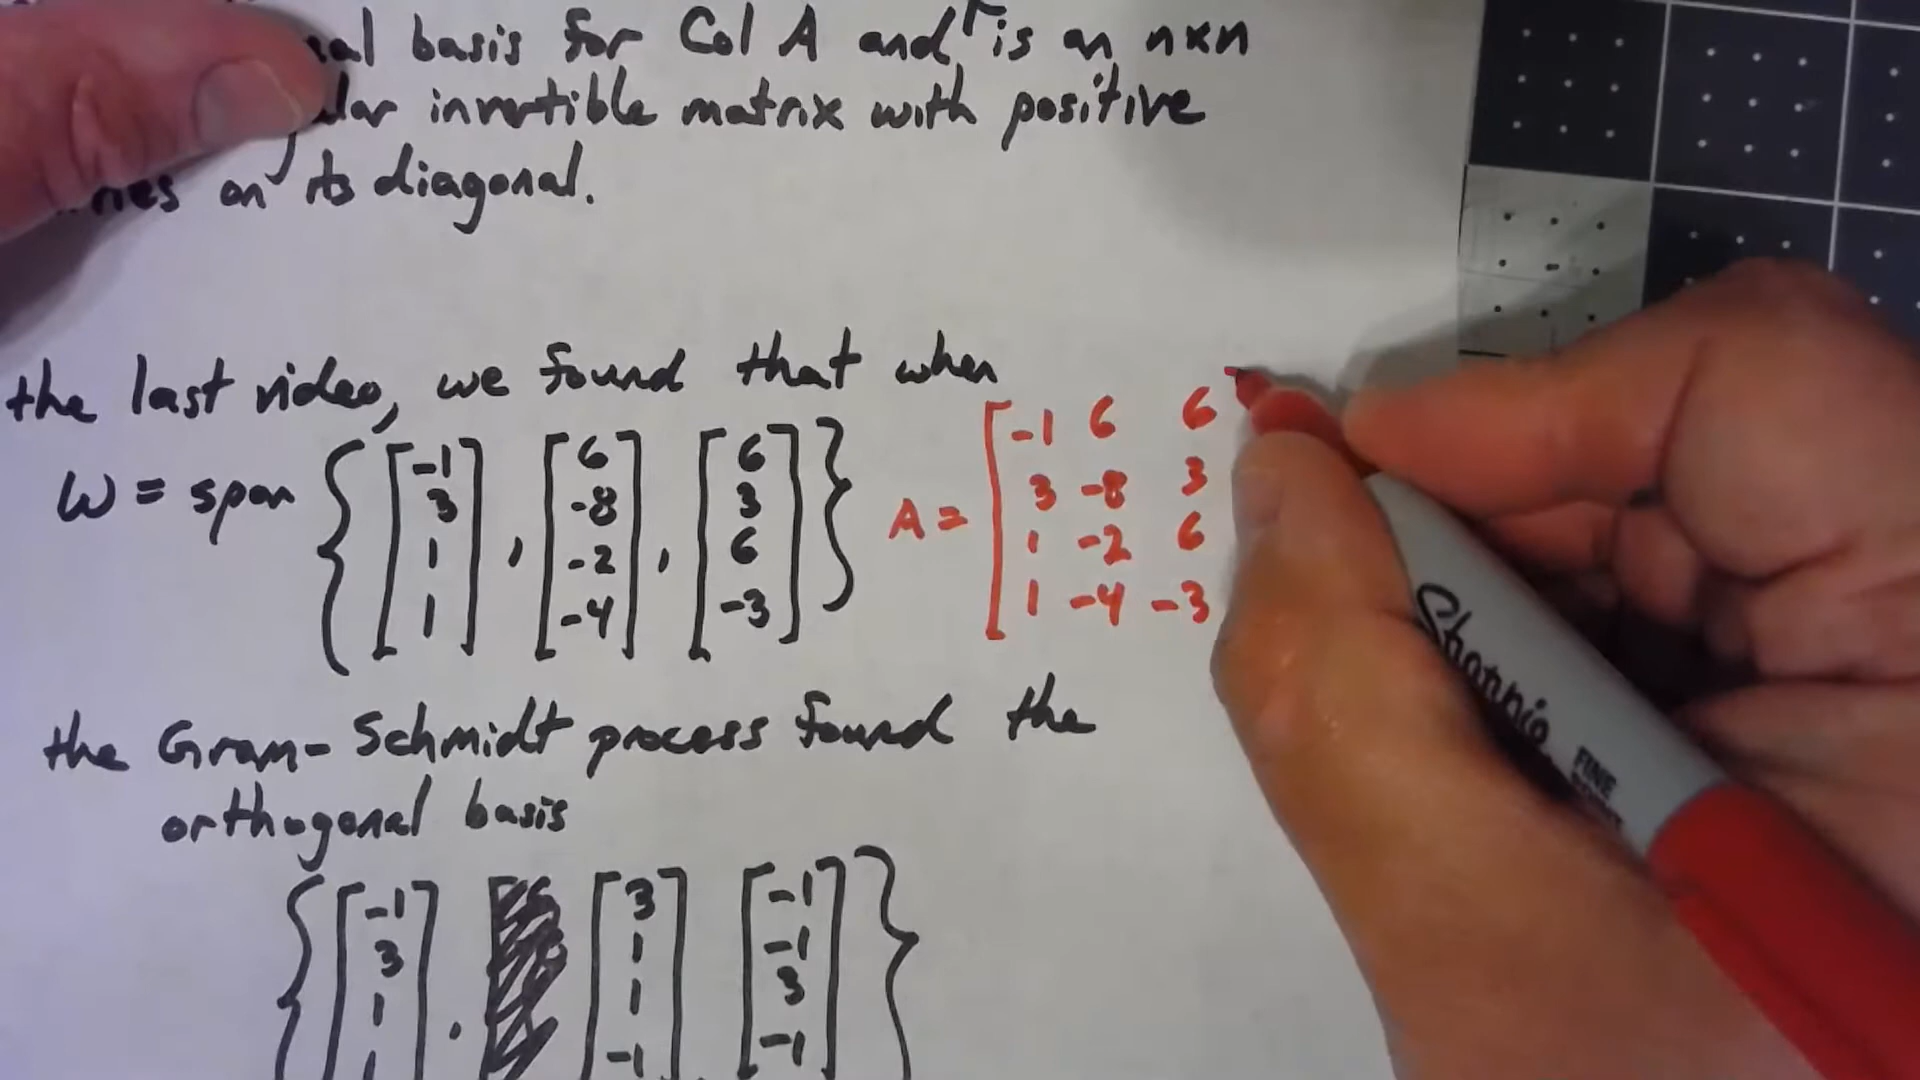 basis for Col A and r is an nxn
invertible matrix with positive
on its diagonal.
the last video, we found that when
W = span { [-1 3 1 1], [6 -8 -2 -4], [6 3 6 -3] }
A = [-1 6 6
3 -8 3
1 -2 6
1 -4 -3
the Gram-Schmidt process found the
orthogonal basis
{ [-1 3 1 1], [3 1 1 -1] [-1 -1 3 -1] }
Sharpie
FINE